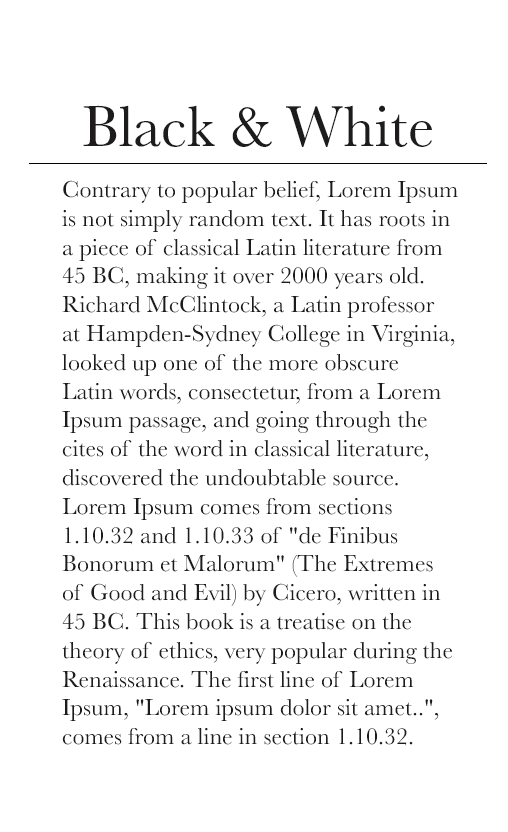 Black & White
Contrary to popular belief, Lorem Ipsum
is not simply random text. It has roots in
a piece of classical Latin literature from
45 BC, making it over 2000 years old.
Richard McClintock, a Latin professor
at Hampden-Sydney College in Virginia,
looked up one of the more obscure
Latin words, consectetur, from a Lorem
Ipsum passage, and going through the
cites of the word in classical literature,
discovered the undoubtable source.
Lorem Ipsum comes from sections
1.10.32 and 1.10.33 of "de Finibus
Bonorum et Malorum" (The Extremes
of Good and Evil) by Cicero, written in
45 BC. This book is a treatise on the
theory of ethics, very popular during the
Renaissance. The first line of Lorem
Ipsum, "Lorem ipsum dolor sit amet..",
comes from a line in section 1.10.32.